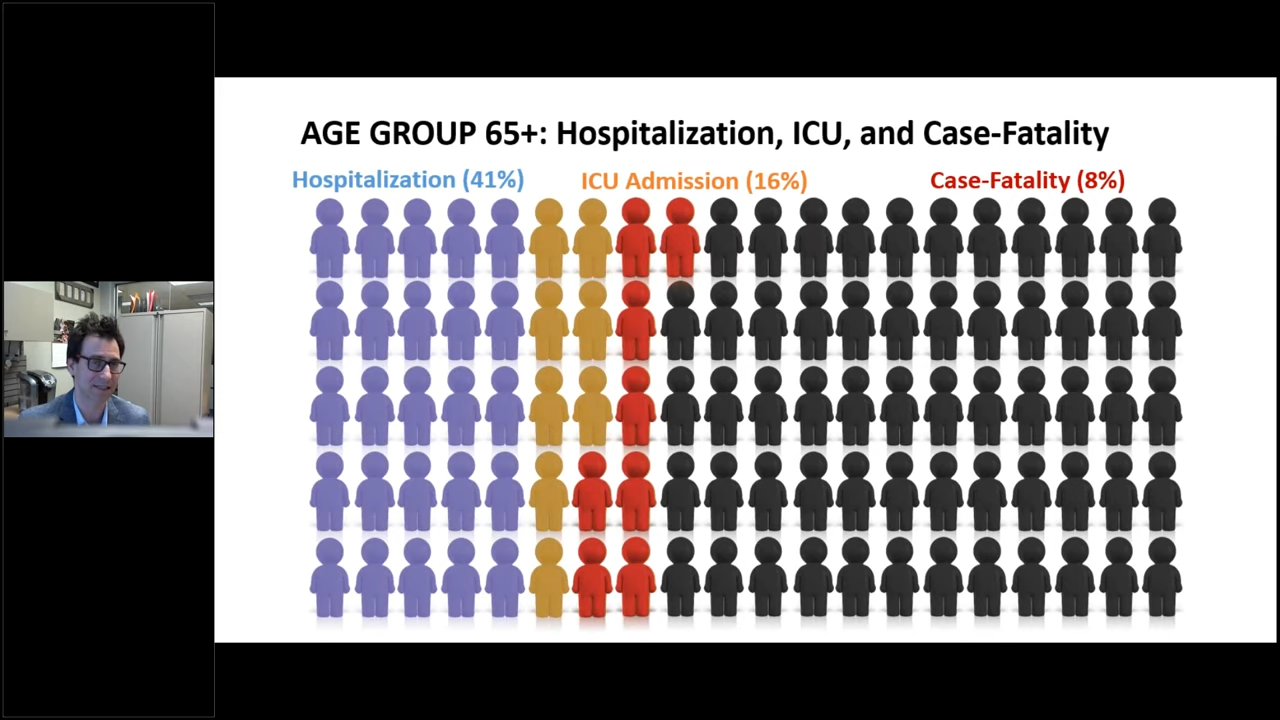 AGE GROUP 65+: Hospitalization, ICU, and Case-Fatality
Hospitalization (41%) ICU Admission (16%) Case-Fatality (8%)